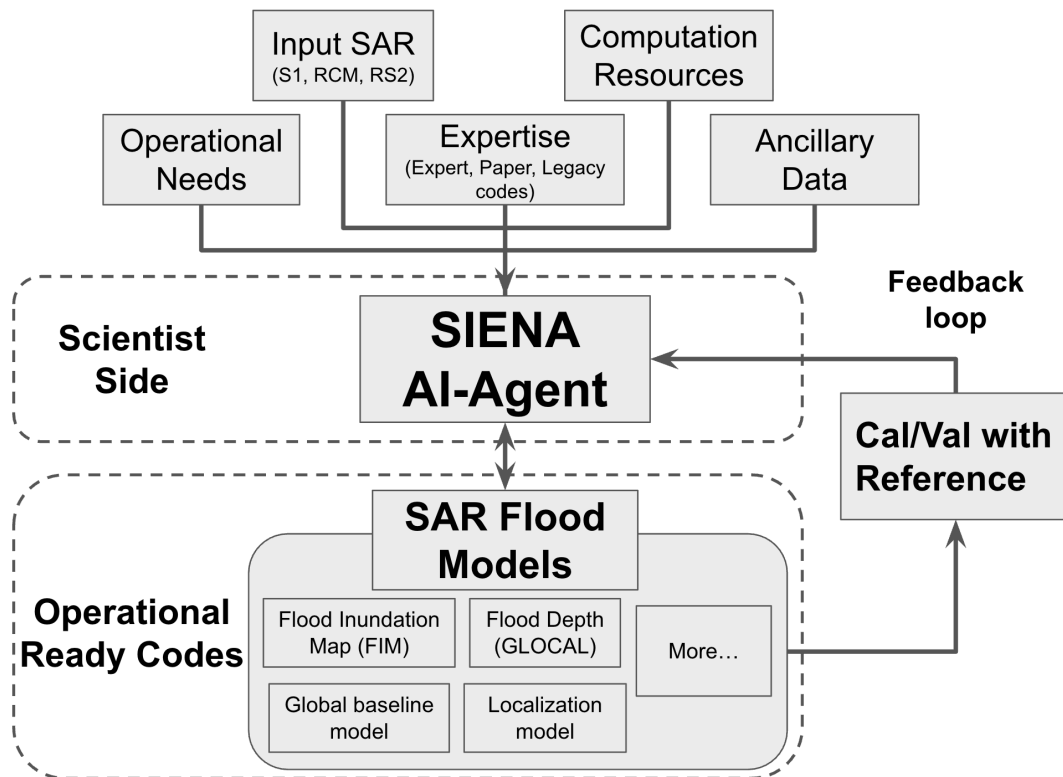 Input SAR
(S1, RCM, RS2)
Computation
Resources
Operational
Needs
Expertise
(Expert, Paper, Legacy
codes)
Ancillary
Data
Scientist
Side
SIENA
AI-Agent
Feedback
loop
Cal/Val with
Reference
SAR Flood
Models
Operational
Ready Codes
Flood Inundation
Map (FIM)
Flood Depth
(GLOCAL)
More…
Global baseline
model
Localization
model